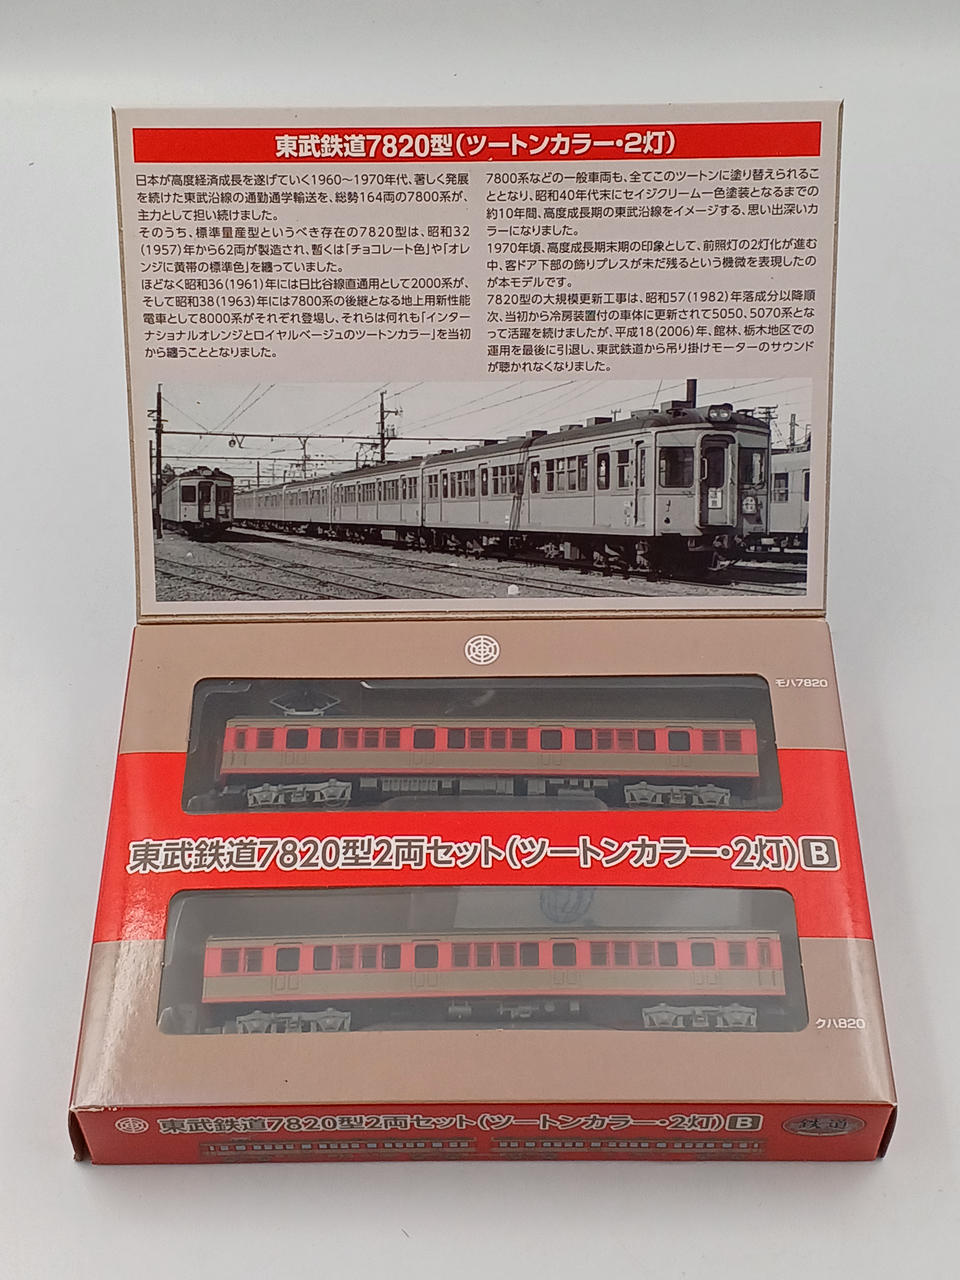 東武鉄道7820型(ツートンカラー・2灯)
日本が高度経済成長を遂げていく1960〜1970年代、著しく発展
を続けた東武沿線の通勤通学輸送を、総勢164両の7800系が、
主力として担い続けました。
そのうち、標準量産型というべき存在の7820型は、昭和32
(1957)年から62両が製造され、暫くは「チョコレート色」や「オレ
ンジに黄帯の標準色」を纏っていました。
ほどなく昭和36(1961)年には日比谷線直通用として2000系が、
そして昭和38(1963)年には7800系の後継となる地上用新性能
電車として8000系がそれぞれ登場し、それらは何れも「インター
ナショナルオレンジとロイヤルベージュのツートンカラー」を当初
から纏うこととなりました。
7800系などの一般車両も、全てこのツートンに塗り替えられるこ
ととなり、昭和40年代末にセイジクリーム一色塗装となるまでの
約10年間、高度成長期の東武沿線をイメージする、思い出深いカ
ラーになりました。
1970年頃、高度成長期末期の印象として、前照灯の2灯化が進む
中、客ドア下部の飾りプレスが未だ残るという機微を表現したの
が本モデルです。
7820型の大規模更新工事は、昭和57(1982)年落成分以降順
次、当初から冷房装置付の車体に更新されて5050、5070系とな
って活躍を続けましたが、平成18(2006)年、館林、栃木地区での
運用を最後に引退し、東武鉄道から吊り掛けモーターのサウンド
が聴かれなくなりました。
モハ7820
東武鉄道7820型2両セット(ツートンカラー・2灯)B
クハ820
東武鉄道7820型2両セット(ツートンカラー・2灯)B
鉄道